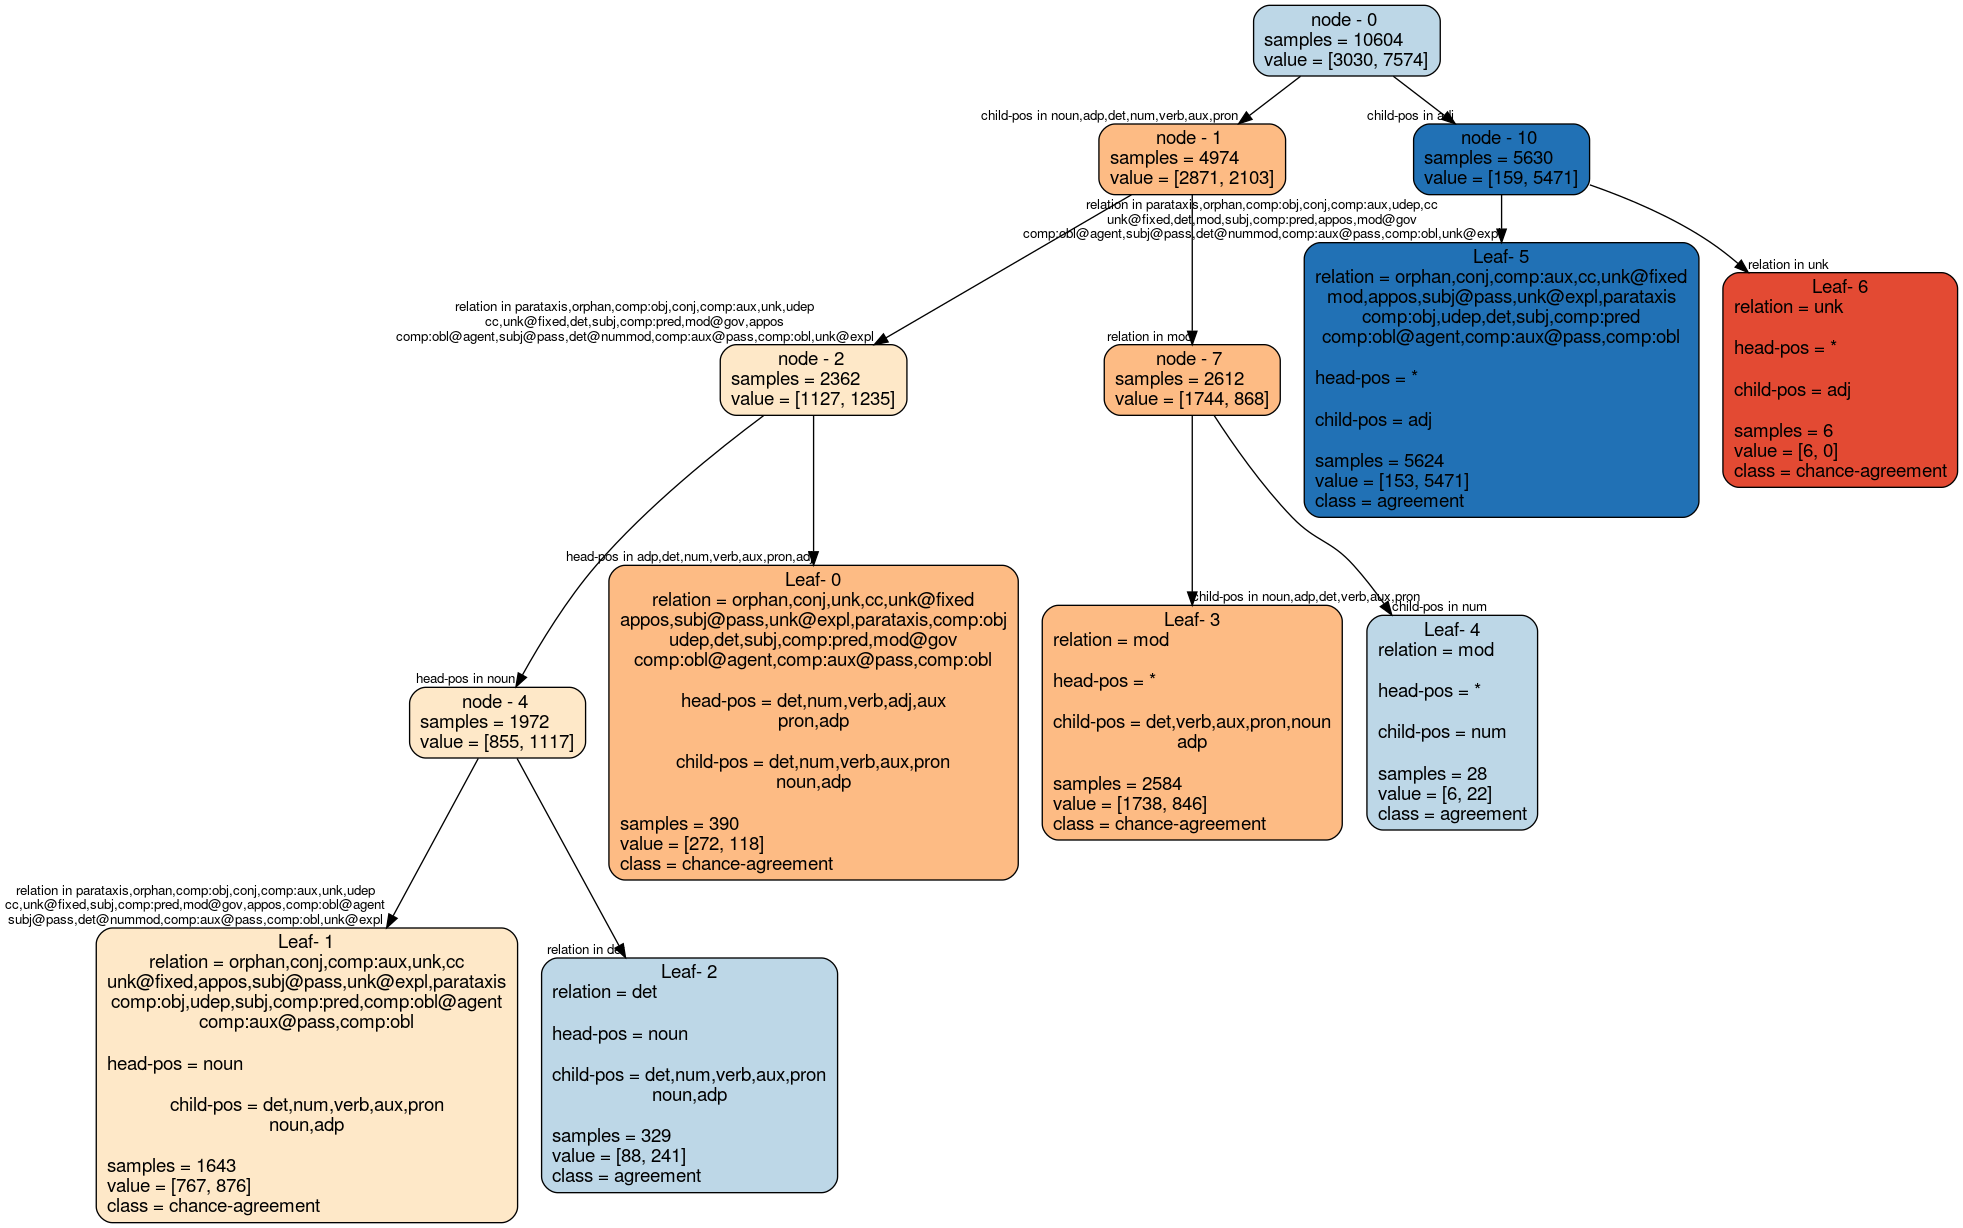 node - 0
samples = 10604
value = [3030, 7574]
child-pos in noun,adp,det,num,verb,aux,pron
child-pos in adj
node - 1
samples = 4974
value = [2871, 2103]
node - 10
samples = 5630
value = [159, 5471]
relation in parataxis,orphan,comp:obj,conj,comp:aux,udep,cc
unk@fixed,det,mod,subj,comp:pred,appos,mod@gov
comp:obl@agent,subj@pass,det@nummod,comp:aux@pass,comp:obl,unk@expl
relation in unk
Leaf- 5
relation = orphan,conj,comp:aux,cc,unk@fixed
mod,appos,subj@pass,unk@expl,parataxis
comp:obj,udep,det,subj,comp:pred
comp:obl@agent,comp:aux@pass,comp:obl
head-pos = *
child-pos = adj
samples = 5624
value = [153, 5471]
class = agreement
Leaf- 6
relation = unk
head-pos = *
child-pos = adj
samples = 6
value = [6, 0]
class = chance-agreement
relation in parataxis,orphan,comp:obj,conj,comp:aux,unk,udep
cc,unk@fixed,det,subj,comp:pred,mod@gov,appos
comp:obl@agent,subj@pass,det@nummod,comp:aux@pass,comp:obl,unk@expl
relation in mod
node - 2
samples = 2362
value = [1127, 1235]
node - 7
samples = 2612
value = [1744, 868]
head-pos in adp,det,num,verb,aux,pron,adj
Leaf- 0
relation = orphan,conj,unk,cc,unk@fixed
appos,subj@pass,unk@expl,parataxis,comp:obj
udep,det,subj,comp:pred,mod@gov
comp:obl@agent,comp:aux@pass,comp:obl
head-pos = det,num,verb,adj,aux
pron,adp
child-pos = det,num,verb,aux,pron
noun,adp
samples = 390
value = [272, 118]
class = chance-agreement
child-pos in noun,adp,det,verb,aux,pron
child-pos in num
Leaf- 3
relation = mod
head-pos = *
child-pos = det,verb,aux,pron,noun
adp
samples = 2584
value = [1738, 846]
class = chance-agreement
Leaf- 4
relation = mod
head-pos = *
child-pos = num
samples = 28
value = [6, 22]
class = agreement
head-pos in noun
node - 4
samples = 1972
value = [855, 1117]
relation in parataxis,orphan,comp:obj,conj,comp:aux,unk,udep
cc,unk@fixed,subj,comp:pred,mod@gov,appos,comp:obl@agent
subj@pass,det@nummod,comp:aux@pass,comp:obl,unk@expl
relation in det
Leaf- 1
relation = orphan,conj,comp:aux,unk,cc
unk@fixed,appos,subj@pass,unk@expl,parataxis
comp:obj,udep,subj,comp:pred,comp:obl@agent
comp:aux@pass,comp:obl
head-pos = noun
child-pos = det,num,verb,aux,pron
noun,adp
samples = 1643
value = [767, 876]
class = chance-agreement
Leaf- 2
relation = det
head-pos = noun
child-pos = det,num,verb,aux,pron
noun,adp
samples = 329
value = [88, 241]
class = agreement